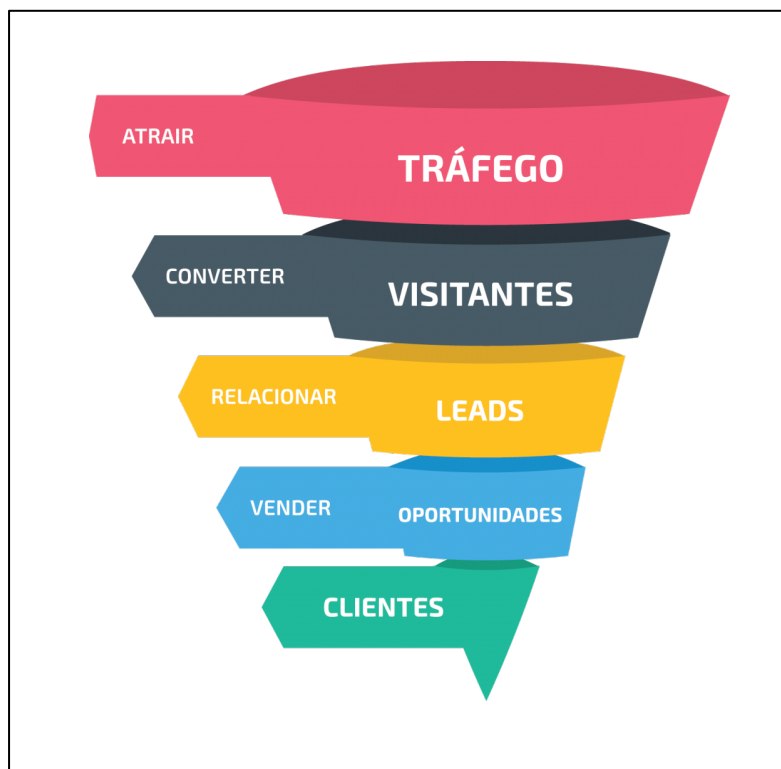 ATRAIR
TRÁFEGO
CONVERTER
VISITANTES
RELACIONAR
LEADS
VENDER
OPORTUNIDADES
CLIENTES